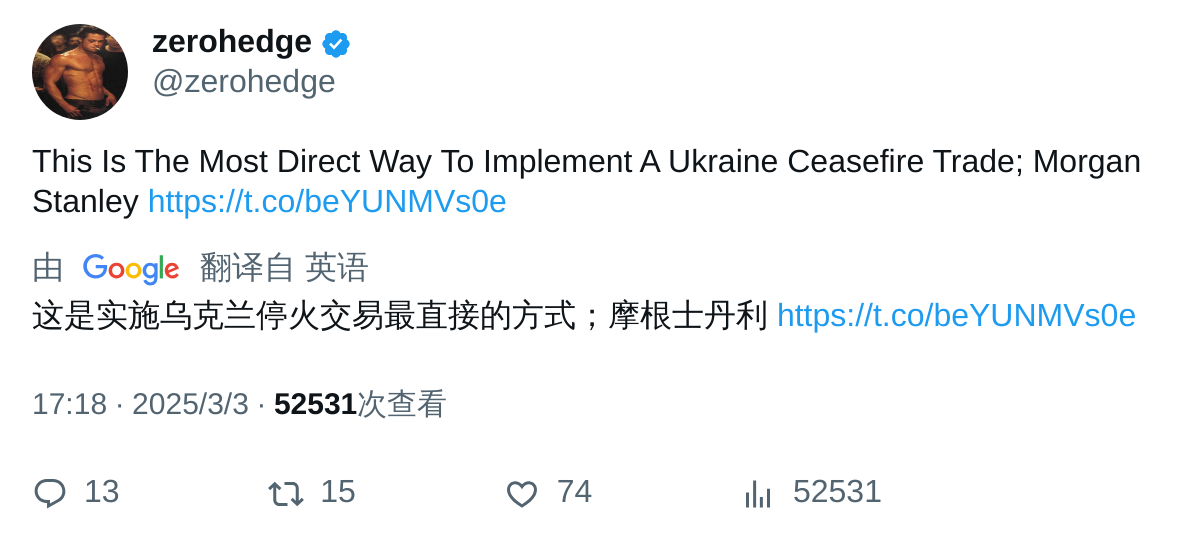 zerohedge
@zerohedge
This Is The Most Direct Way To Implement A Ukraine Ceasefire Trade; Morgan
Stanley https://t.co/beYUNMVs0e
由 Google 翻译自 英语
这是实施乌克兰停火交易最直接的方式；摩根士丹利 https://t.co/beYUNMVs0e
17:18 · 2025/3/3 · 52531次查看
13 15 74 52531